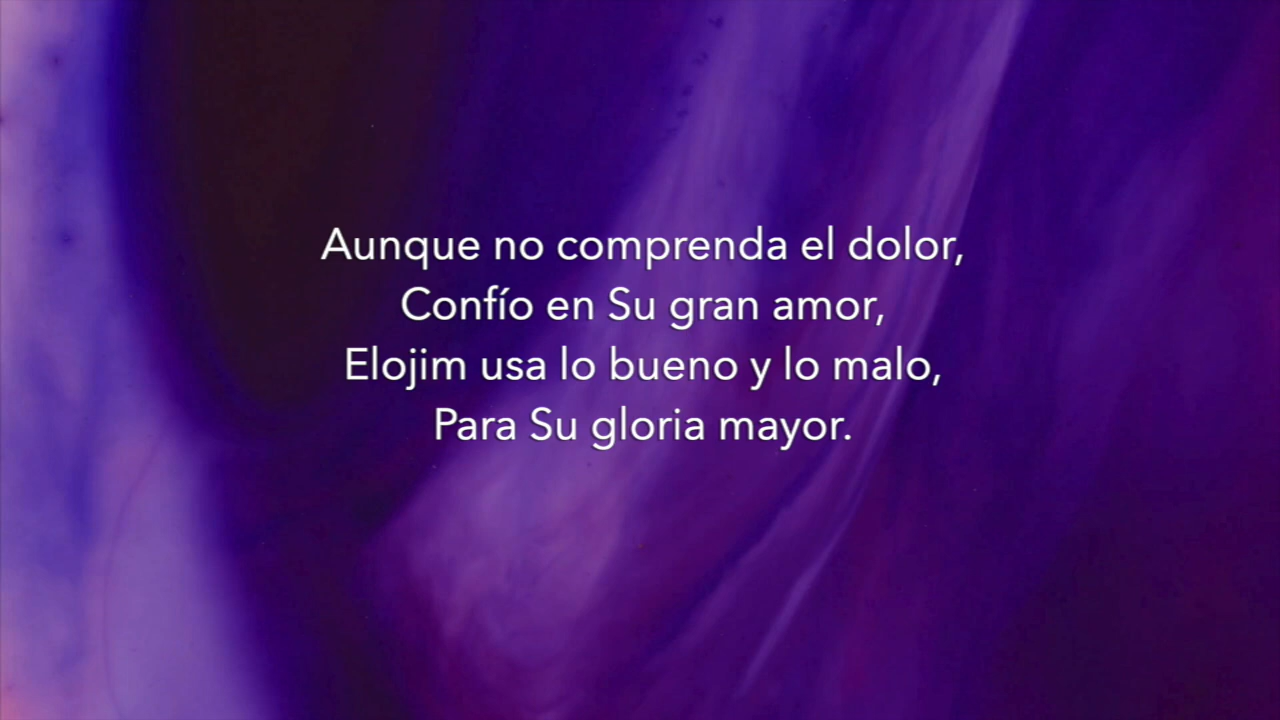 Aunque no comprenda el dolor,
Confío en Su gran amor,
Elojim usa lo bueno y lo malo,
Para Su gloria mayor.